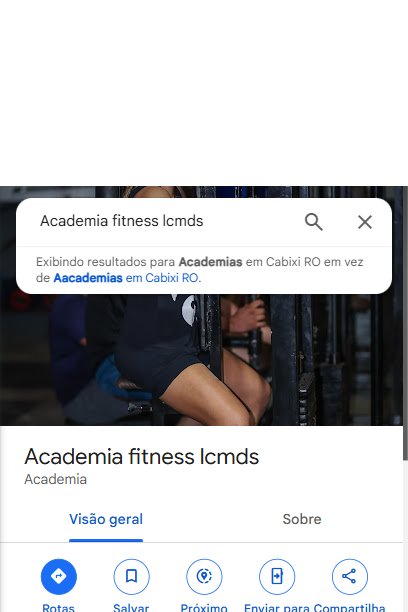 Academia fitness lcmds
Exibindo resultados para Academias em Cabixi RO em vez
de Aacademias em Cabixi RO.
Academia fitness lcmds
Academia
Visão geral Sobre
Rotas Salvar Próximo Enviar para Compartilha